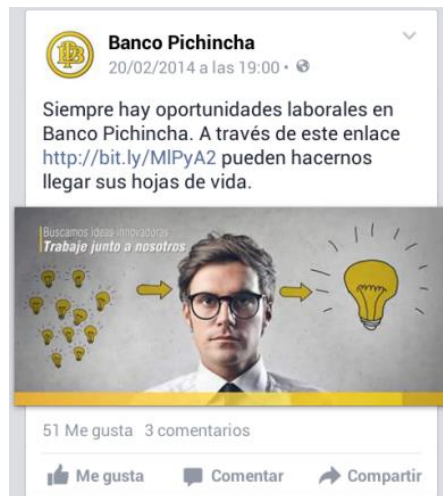 Banco Pichincha
20/02/2014 a las 19:00 •
Siempre hay oportunidades laborales en
Banco Pichincha. A través de este enlace
http://bit.ly/MlPyA2 pueden hacernos
llegar sus hojas de vida.
Buscamos ideas innovadoras
Trabaje junto a nosotros
51 Me gusta 3 comentarios
Me gusta Comentar Compartir